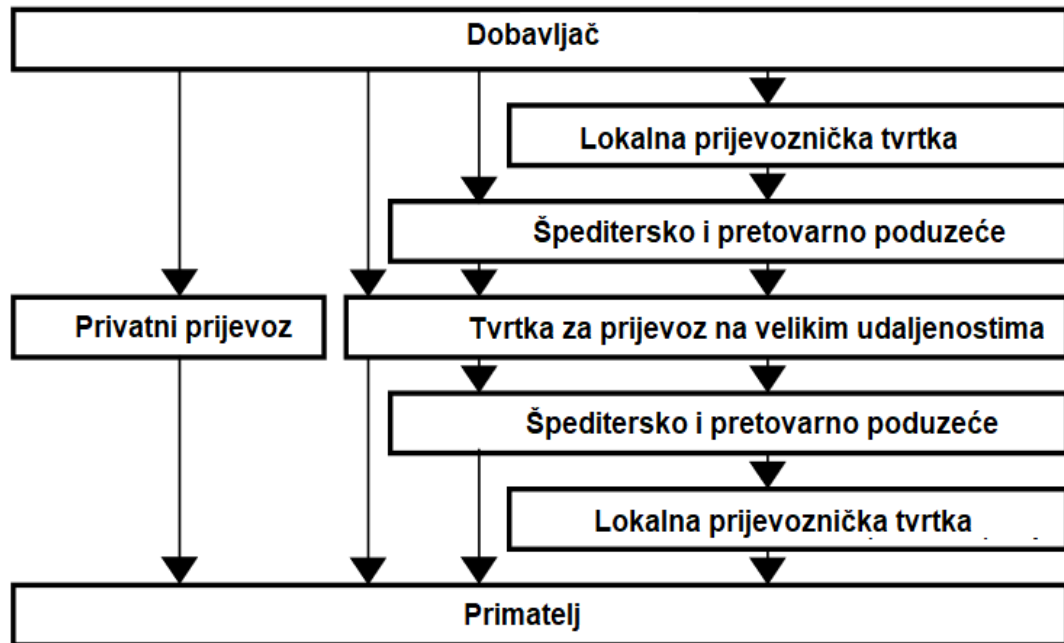 Dobavljač
Lokalna prijevoznička tvrtka
Špeditersko i pretovarno poduzeće
Privatni prijevoz
Tvrtka za prijevoz na velikim udaljenostima
Špeditersko i pretovarno poduzeće
Lokalna prijevoznička tvrtka
Primatelj